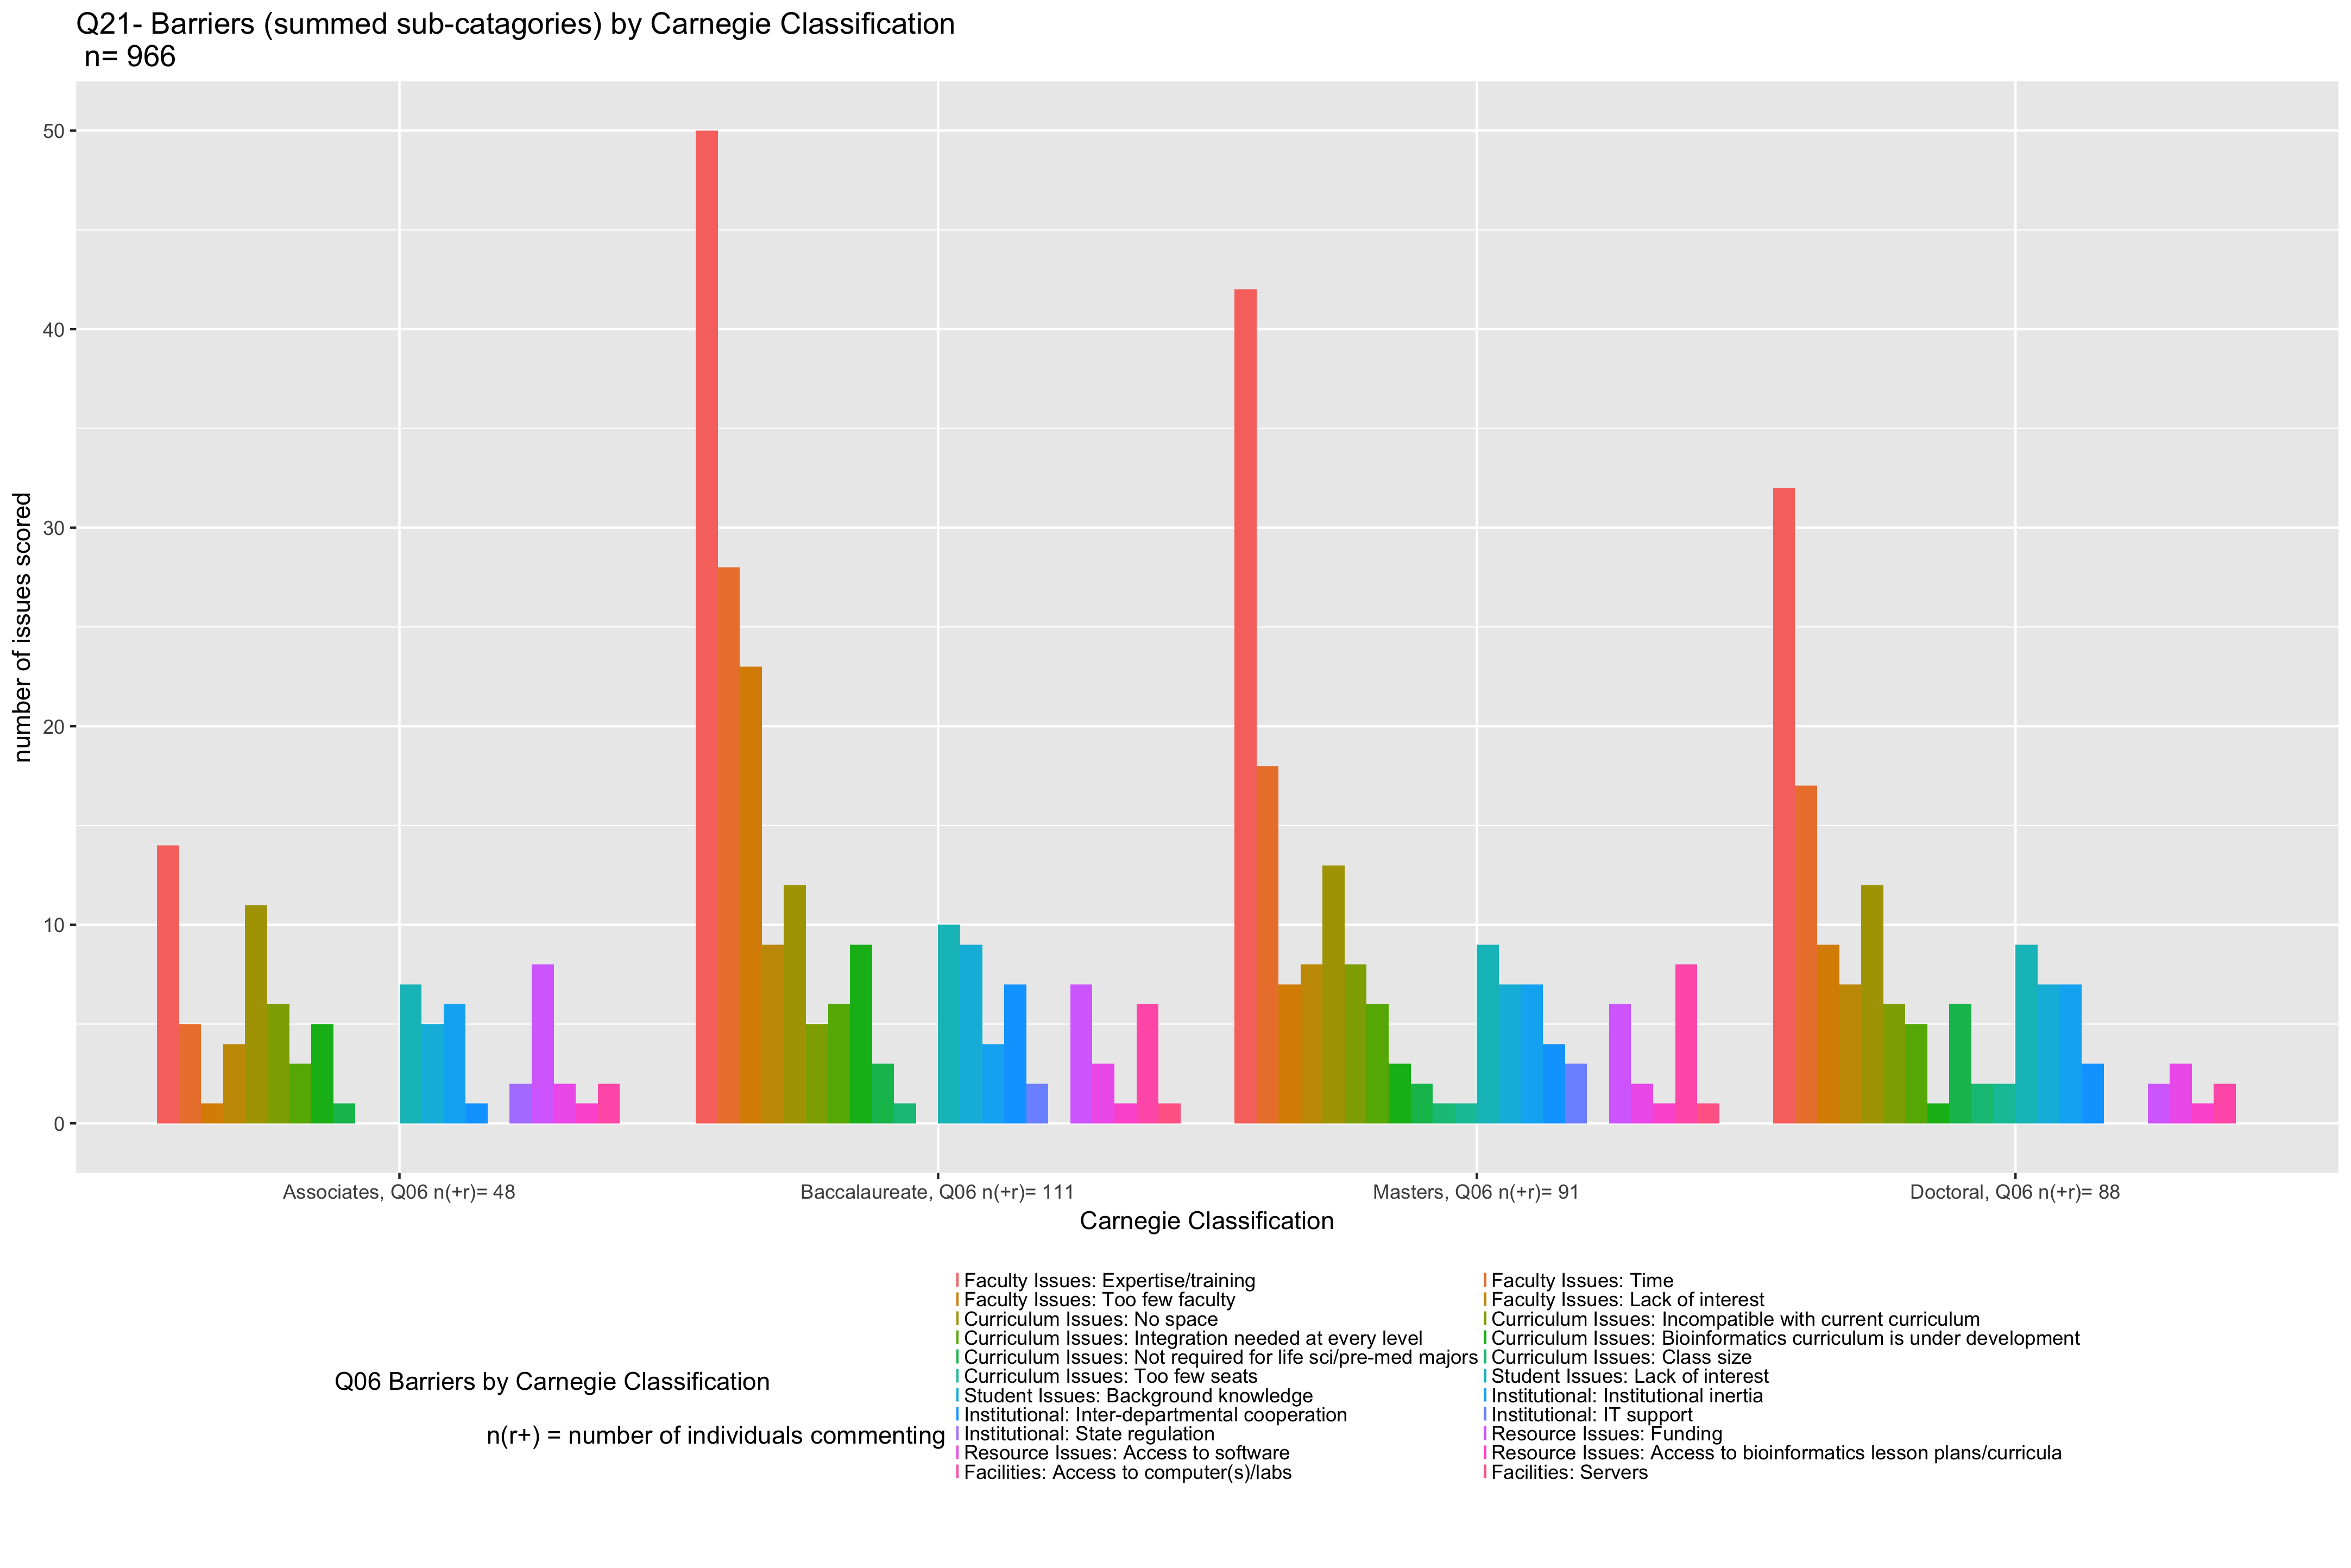 Q21- Barriers (summed sub-catagories) by Carnegie Classification
n= 966
number of issues scored
50
40
30
20
10
0
Associates, Q06 n(+r)= 48
Baccalaureate, Q06 n(+r)= 111
Masters, Q06 n(+r)= 91
Doctoral, Q06 n(+r)= 88
Carnegie Classification
Q06 Barriers by Carnegie Classification
n(r+) = number of individuals commenting
Faculty Issues: Expertise/training
Faculty Issues: Time
Faculty Issues: Too few faculty
Faculty Issues: Lack of interest
Curriculum Issues: No space
Curriculum Issues: Incompatible with current curriculum
Curriculum Issues: Integration needed at every level
Curriculum Issues: Bioinformatics curriculum is under development
Curriculum Issues: Not required for life sci/pre-med majors
Curriculum Issues: Class size
Curriculum Issues: Too few seats
Student Issues: Lack of interest
Student Issues: Background knowledge
Institutional: Institutional inertia
Institutional: Inter-departmental cooperation
Institutional: IT support
Institutional: State regulation
Resource Issues: Funding
Resource Issues: Access to software
Resource Issues: Access to bioinformatics lesson plans/curricula
Facilities: Access to computer(s)/labs
Facilities: Servers